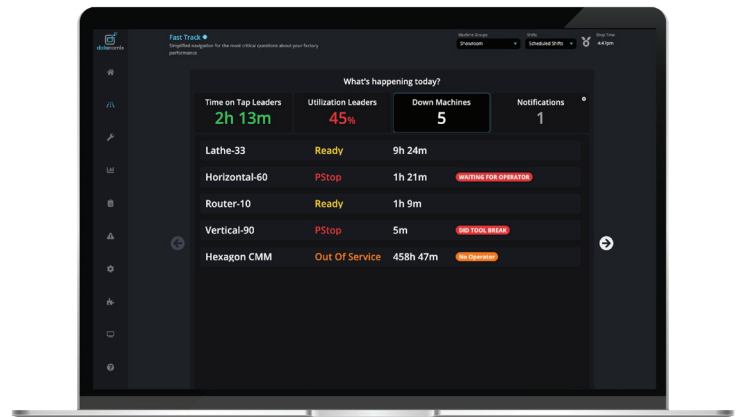 datanomix
Fast Track
Simplified navigation for the most critical questions about your factory
performance
Machine Groups
Showroom
Shifts
Scheduled Shifts
Shop Time
4:47pm
What's happening today?
Time on Tap Leaders
2h 13m
Utilization Leaders
45%
Down Machines
5
Notifications
1
Lathe-33 Ready 9h 24m
Horizontal-60 PStop 1h 21m WAITING FOR OPERATOR
Router-10 Ready 1h 9m
Vertical-90 PStop 5m DID TOOL BREAK
Hexagon CMM Out Of Service 458h 47m No Operator